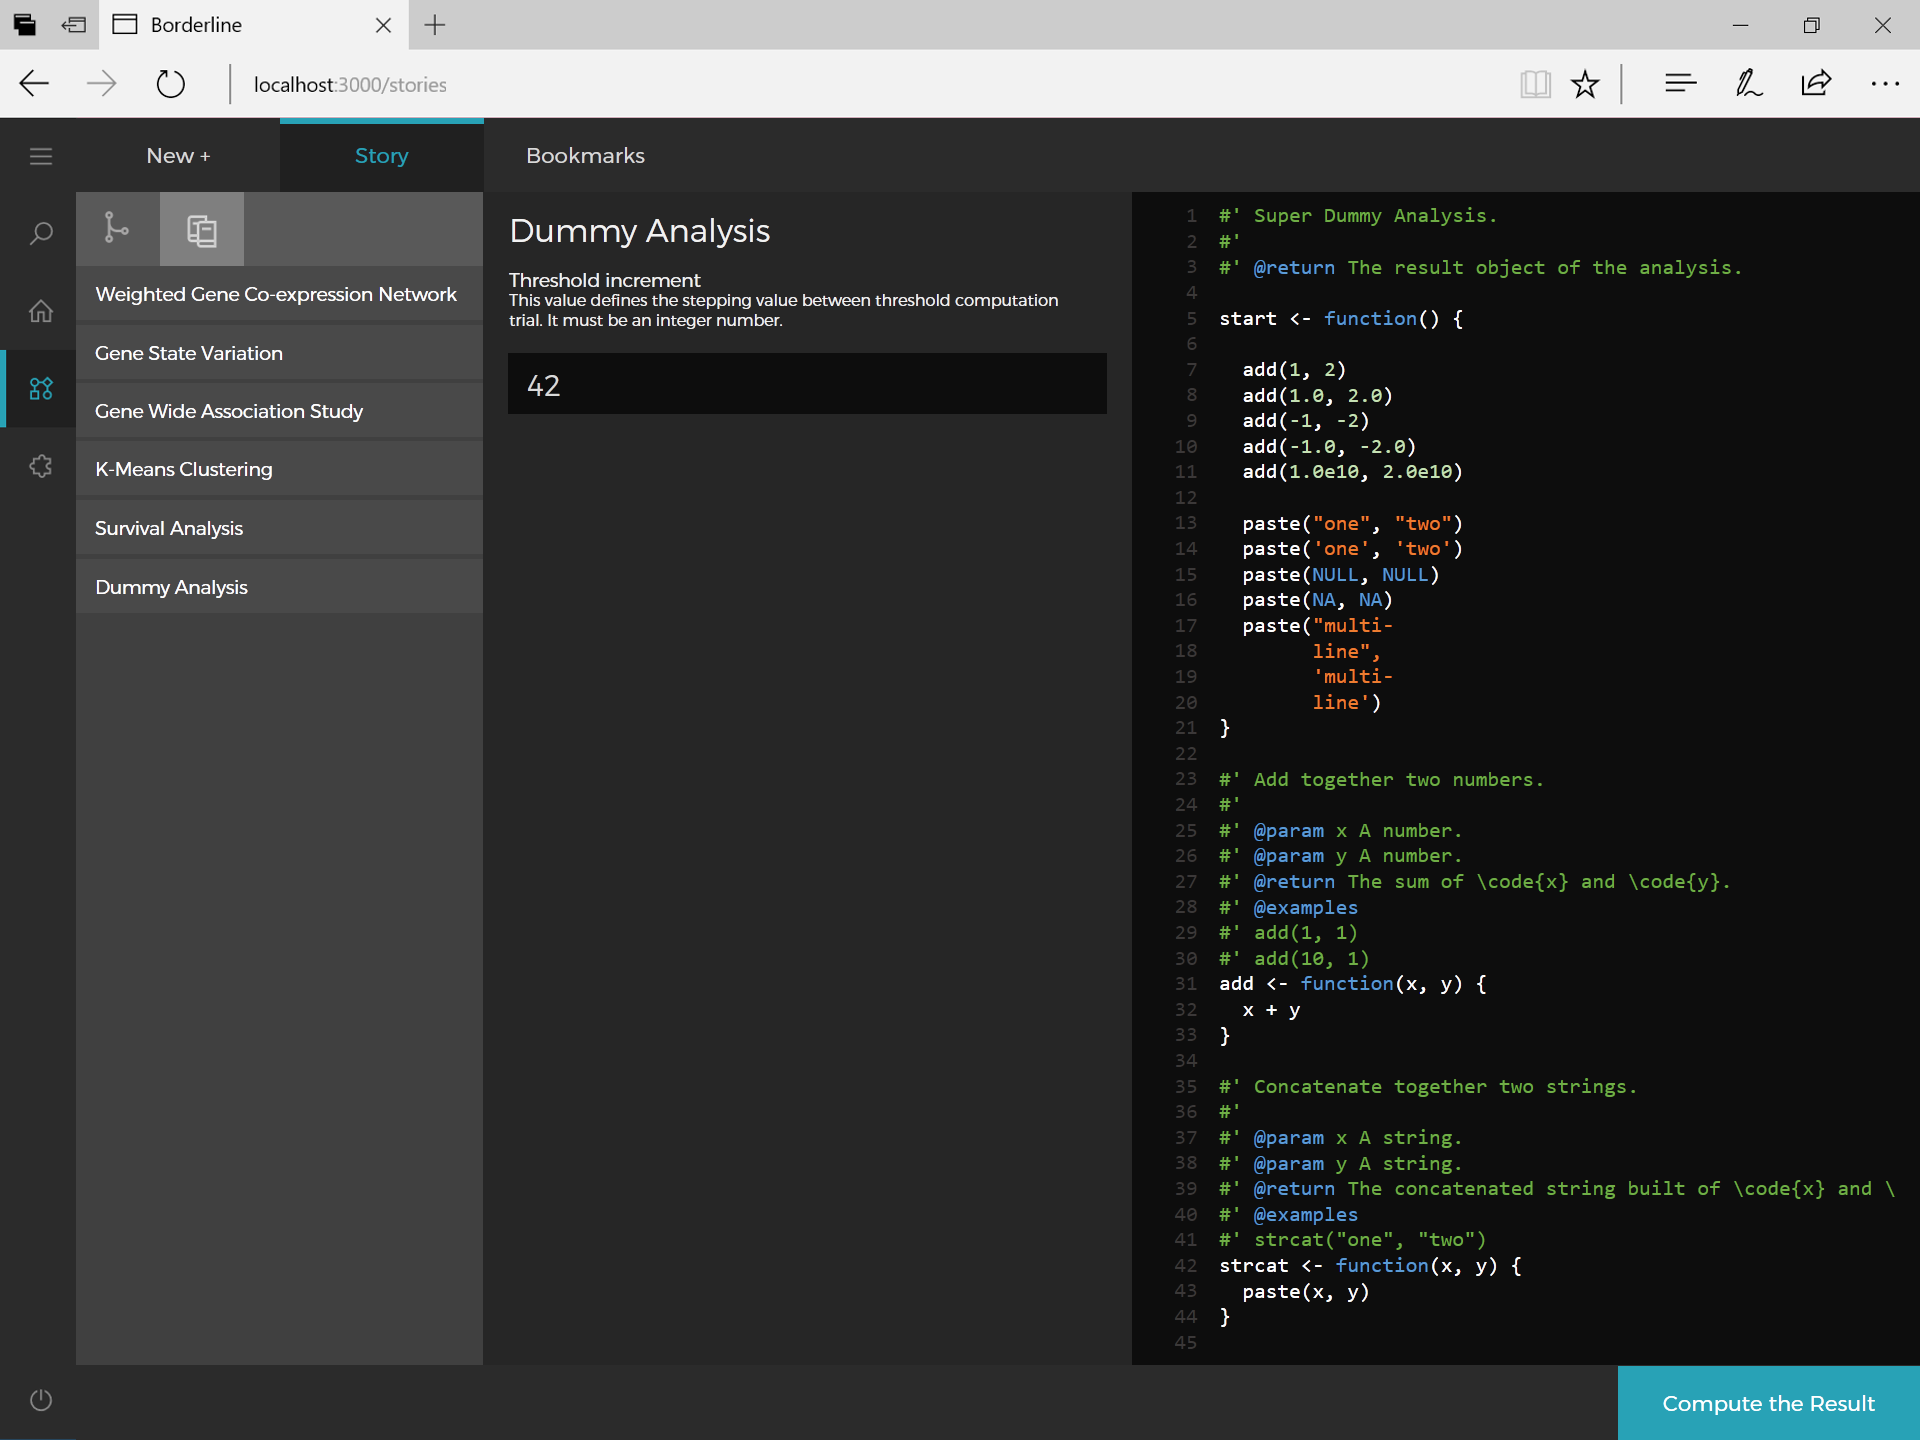 Borderline
localhost:3000/stories
New +
Story
Bookmarks
Weighted Gene Co-expression Network
Gene State Variation
Gene Wide Association Study
K-Means Clustering
Survival Analysis
Dummy Analysis
Dummy Analysis
Threshold increment
This value defines the stepping value between threshold computation
trial. It must be an integer number.
42
1 #' Super Dummy Analysis.
2 #'
3 #' @return The result object of the analysis.
4
5 start <- function() {
6
7   add(1, 2)
8   add(1.0, 2.0)
9   add(-1, -2)
10   add(-1.0, -2.0)
11   add(1.0e10, 2.0e10)
12
13   paste("one", "two")
14   paste('one', 'two')
15   paste(NULL, NULL)
16   paste(NA, NA)
17   paste("multi-
18         line",
19         'multi-
20         line')
21 }
22
23 #' Add together two numbers.
24 #'
25 #' @param x A number.
26 #' @param y A number.
27 #' @return The sum of \code{x} and \code{y}.
28 #' @examples
29 #' add(1, 1)
30 #' add(10, 1)
31 add <- function(x, y) {
32   x + y
33 }
34
35 #' Concatenate together two strings.
36 #'
37 #' @param x A string.
38 #' @param y A string.
39 #' @return The concatenated string built of \code{x} and \
40 #' @examples
41 #' strcat("one", "two")
42 strcat <- function(x, y) {
43   paste(x, y)
44 }
45
Compute the Result